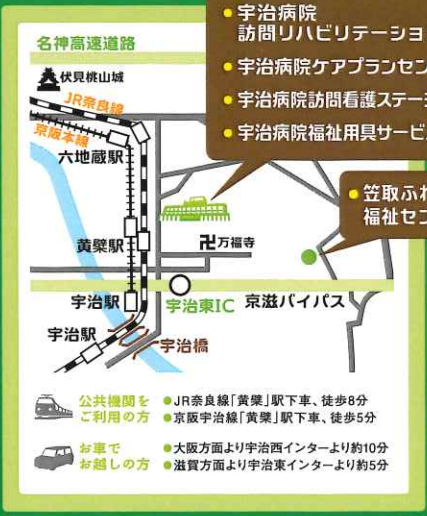 宇治病院
訪問リハビリテーショ
宇治病院ケアプランセン
宇治病院訪問看護ステー
宇治病院福祉用具サービ
名神高速道路
伏見桃山城
JR奈良線
京阪本線
六地蔵駅
笠取ふれ
福祉セン
黄檗駅
卍万福寺
宇治駅
宇治東IC
京滋バイパス
宇治駅
宇治橋
公共機関を
ご利用の方
●JR奈良線「黄檗」駅下車、徒歩8分
●京阪宇治線「黄檗」駅下車、徒歩5分
お車で
お越しの方
●大阪方面より宇治西インターより約10分
●滋賀方面より宇治東インターより約5分